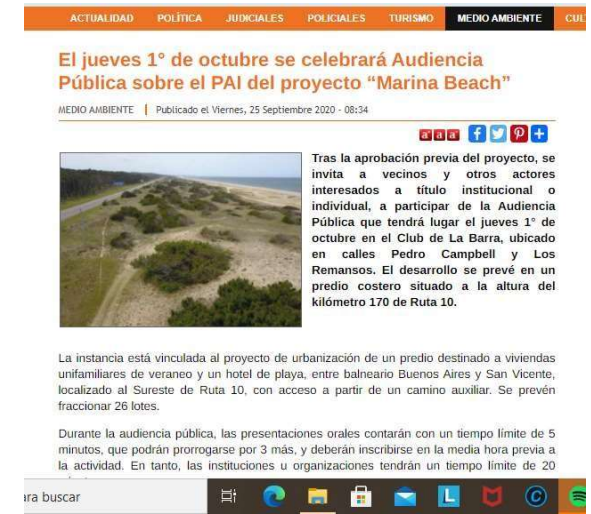 ACTUALIDAD POLÍTICA JUDICIALES POLICIALES TURISMO MEDIO AMBIENTE CUL
El jueves 1° de octubre se celebrará Audiencia
Pública sobre el PAI del proyecto “Marina Beach”
MEDIO AMBIENTE | Publicado el Viernes, 25 Septiembre 2020 - 08:34
a a a
Tras la aprobación previa del proyecto, se
invita a vecinos y otros actores
interesados a título institucional o
individual, a participar de la Audiencia
Pública que tendrá lugar el jueves 1° de
octubre en el Club de La Barra, ubicado
en calles Pedro Campbell y Los
Remansos. El desarrollo se prevé en un
predio costero situado a la altura del
kilómetro 170 de Ruta 10.
La instancia está vinculada al proyecto de urbanización de un predio destinado a viviendas
unifamiliares de veraneo y un hotel de playa, entre balneario Buenos Aires y San Vicente,
localizado al Sureste de Ruta 10, con acceso a partir de un camino auxiliar. Se prevén
fraccionar 26 lotes.
Durante la audiencia pública, las presentaciones orales contarán con un tiempo límite de 5
minutos, que podrán prorrogarse por 3 más, y deberán inscribirse en la media hora previa a
la actividad. En tanto, las instituciones u organizaciones tendrán un tiempo límite de 20
ara buscar